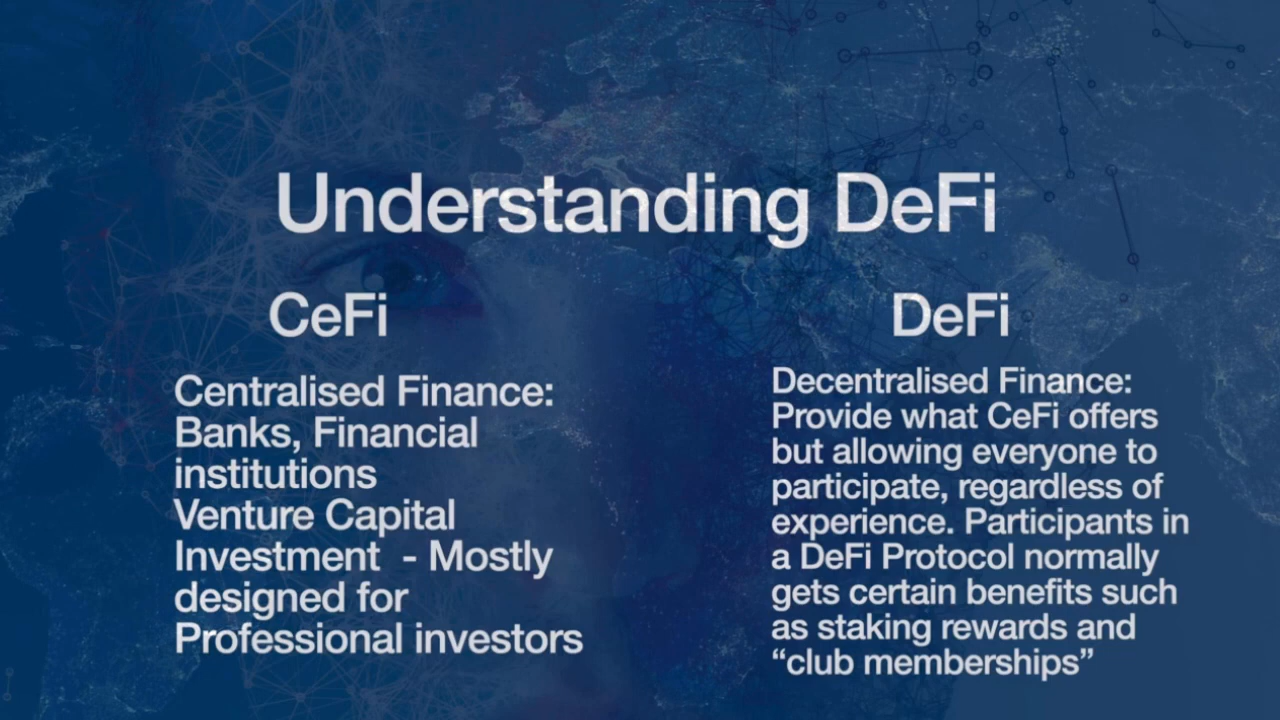 Understanding DeFi
CeFi
Centralised Finance:
Banks, Financial
institutions
Venture Capital
Investment - Mostly
designed for
Professional investors
DeFi
Decentralised Finance:
Provide what CeFi offers
but allowing everyone to
participate, regardless of
experience. Participants in
a DeFi Protocol normally
gets certain benefits such
as staking rewards and
“club memberships”